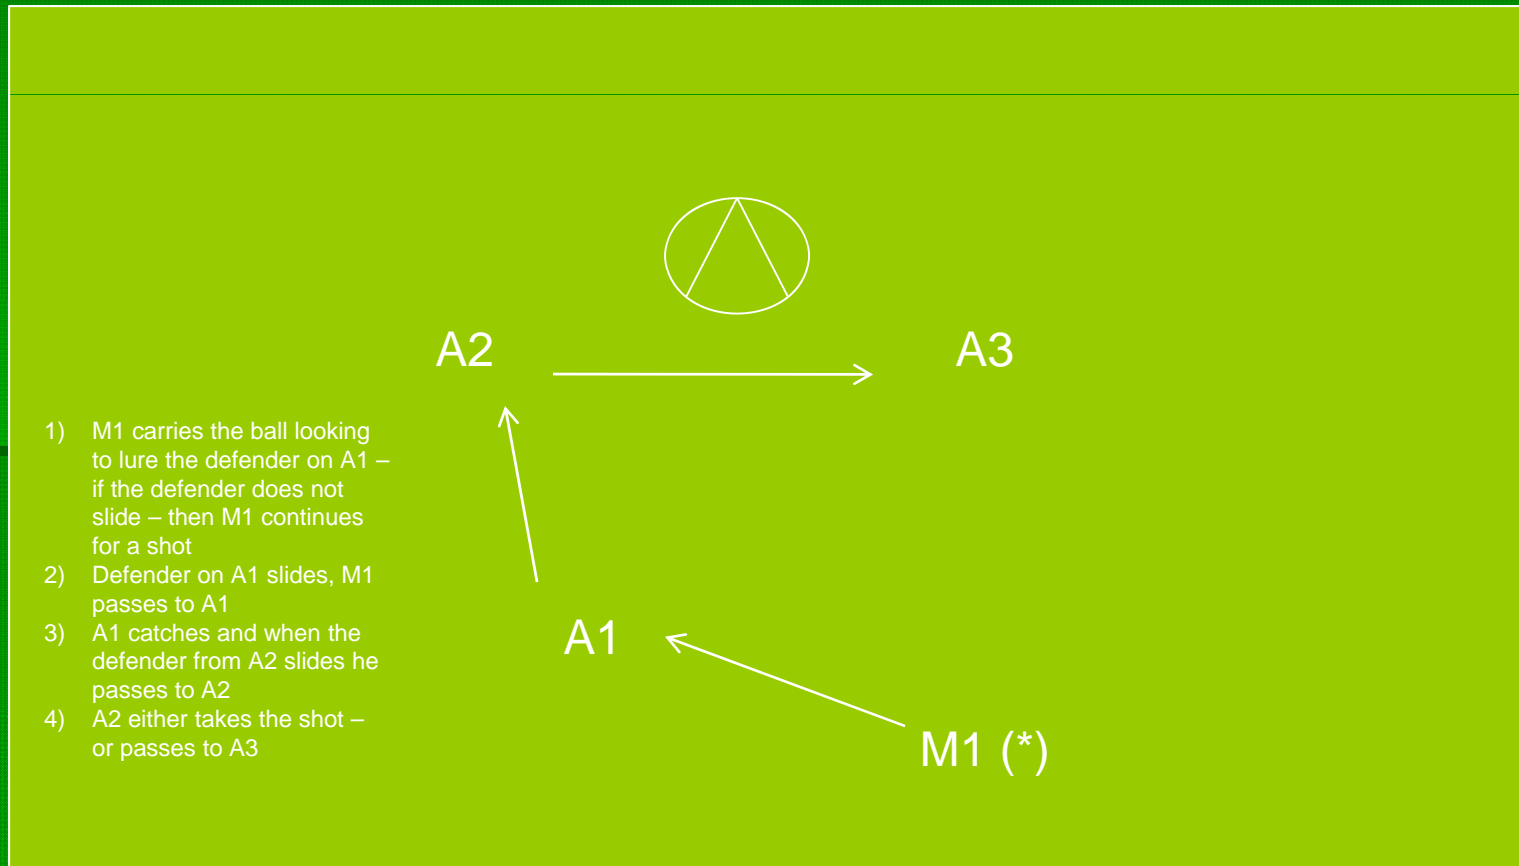 A2
A3
1) M1 carries the ball looking
to lure the defender on A1 –
if the defender does not
slide – then M1 continues
for a shot
2) Defender on A1 slides, M1
passes to A1
3) A1 catches and when the
defender from A2 slides he
passes to A2
4) A2 either takes the shot –
or passes to A3
A1
M1 (*)